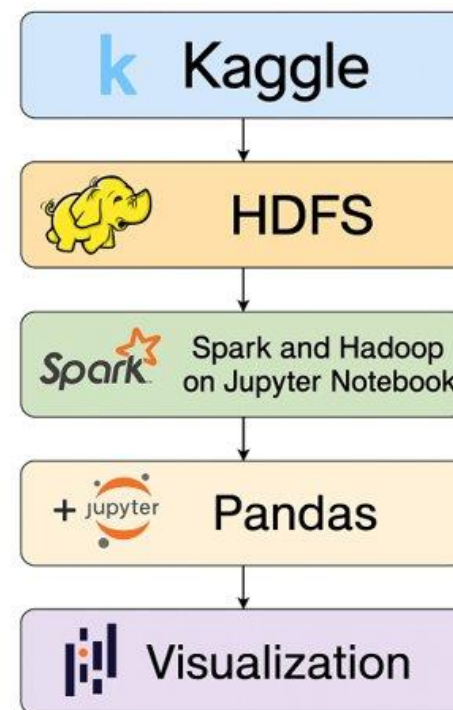 k Kaggle
HDFS
Spark
Spark and Hadoop
on Jupyter Notebook
+ jupyter
Pandas
Visualization